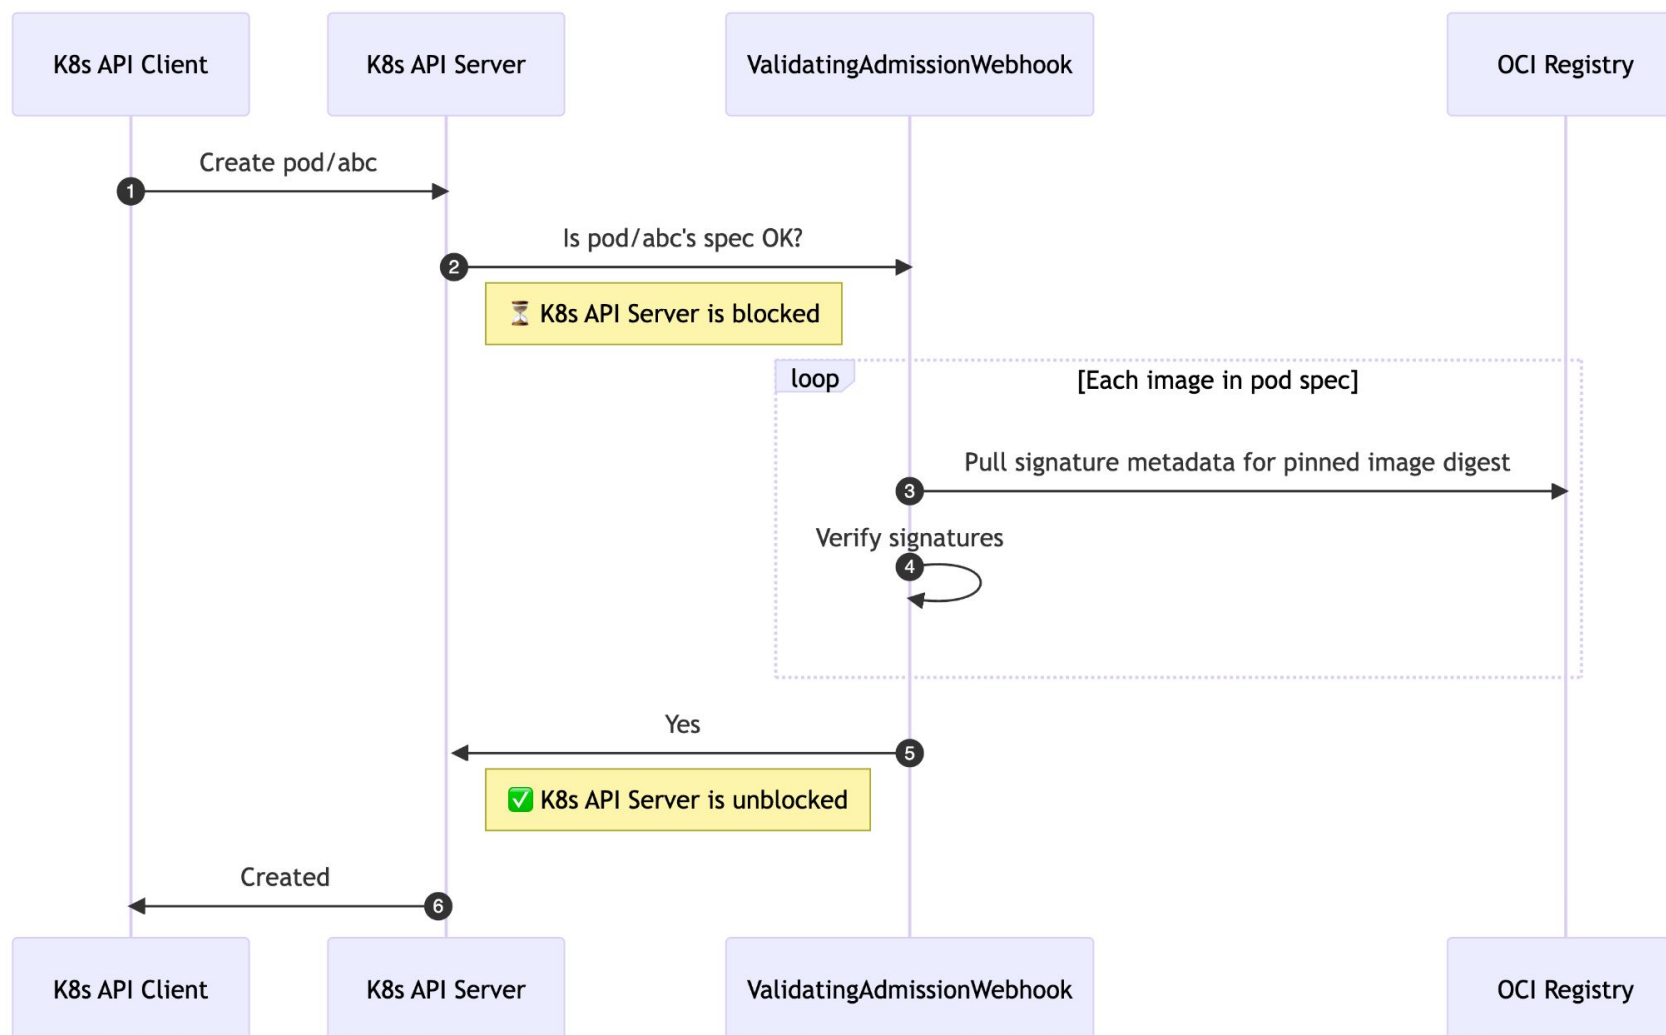 K8s API Client
K8s API Server
ValidatingAdmissionWebhook
OCI Registry
Create pod/abc
1
Is pod/abc's spec OK?
2
⏳ K8s API Server is blocked
loop
[Each image in pod spec]
Pull signature metadata for pinned image digest
3
Verify signatures
4
Yes
5
✅ K8s API Server is unblocked
Created
6
K8s API Client
K8s API Server
ValidatingAdmissionWebhook
OCI Registry